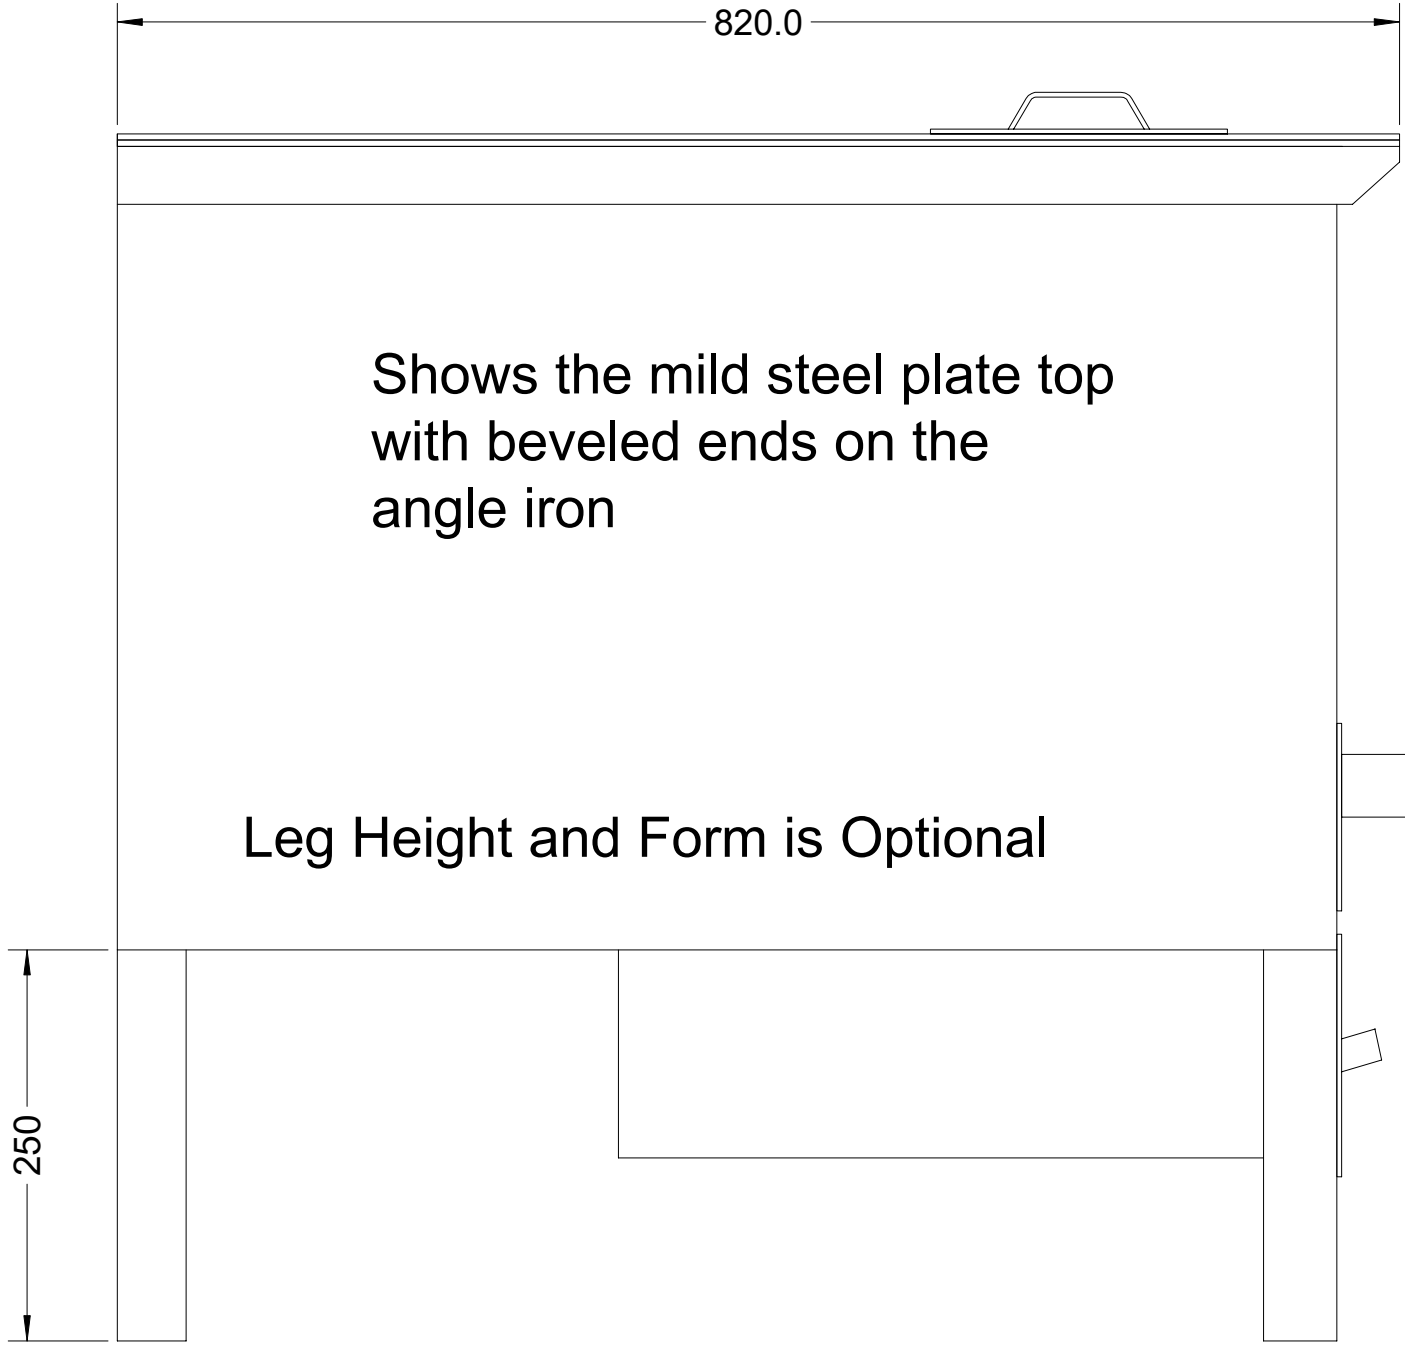 820.0
Shows the mild steel plate top
with beveled ends on the
angle iron
Leg Height and Form is Optional
250